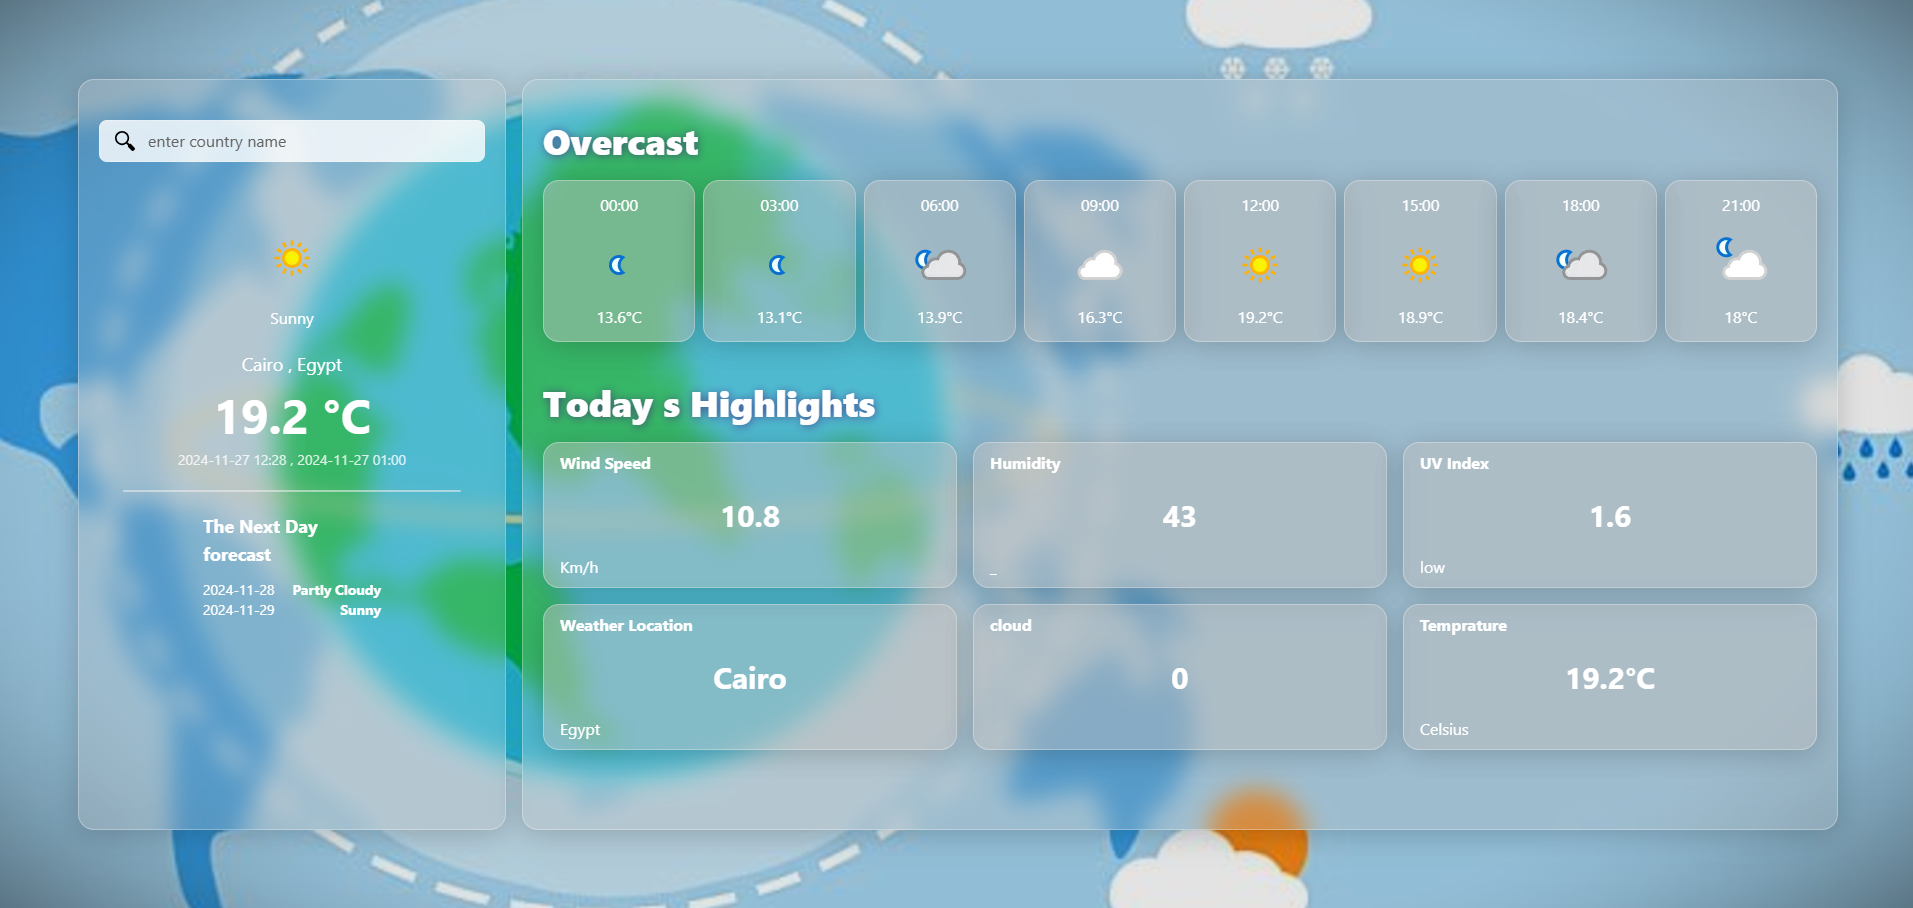 enter country name
Sunny
Cairo , Egypt
19.2 °C
2024-11-27 12:28 , 2024-11-27 01:00
The Next Day
forecast
2024-11-28 Partly Cloudy
2024-11-29 Sunny
Overcast
00:00 03:00 06:00 09:00 12:00 15:00 18:00 21:00
13.6°C 13.1°C 13.9°C 16.3°C 19.2°C 18.9°C 18.4°C 18°C
Today s Highlights
Wind Speed
10.8
Km/h
Humidity
43
_
UV Index
1.6
low
Weather Location
Cairo
Egypt
cloud
0
Temprature
19.2°C
Celsius